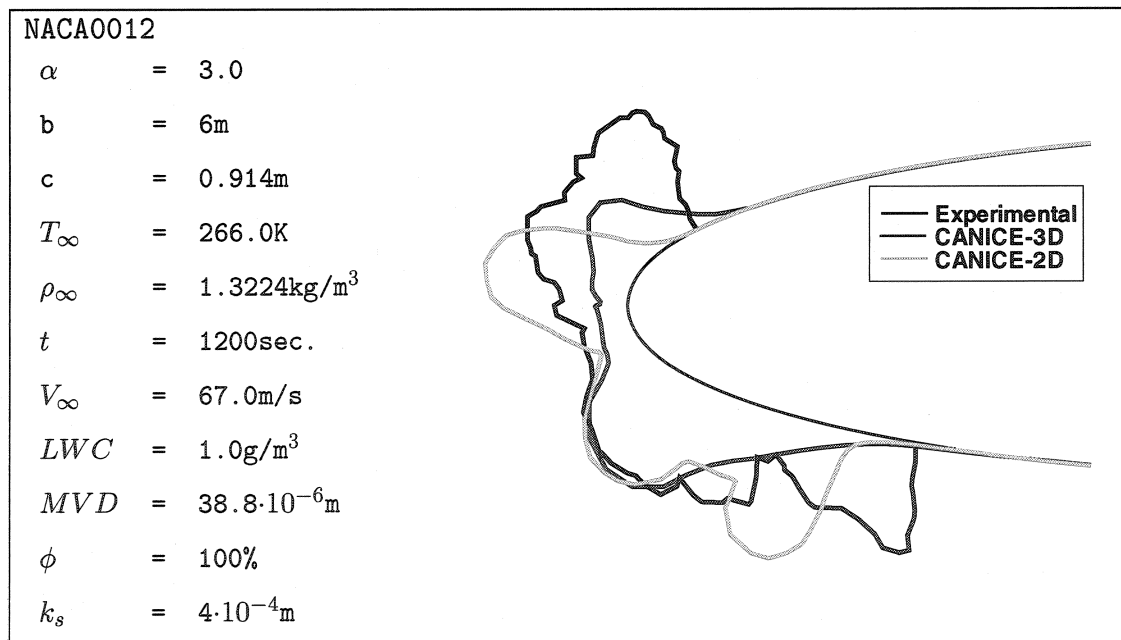 NACA0012
α = 3.0
b = 6m
c = 0.914m
T∞ = 266.0K
ρ∞ = 1.3224kg/m³
t = 1200sec.
V∞ = 67.0m/s
LWC = 1.0g/m³
MVD = 38.8·10⁻⁶m
φ = 100%
kₛ = 4·10⁻⁴m
Experimental
CANICE-3D
CANICE-2D